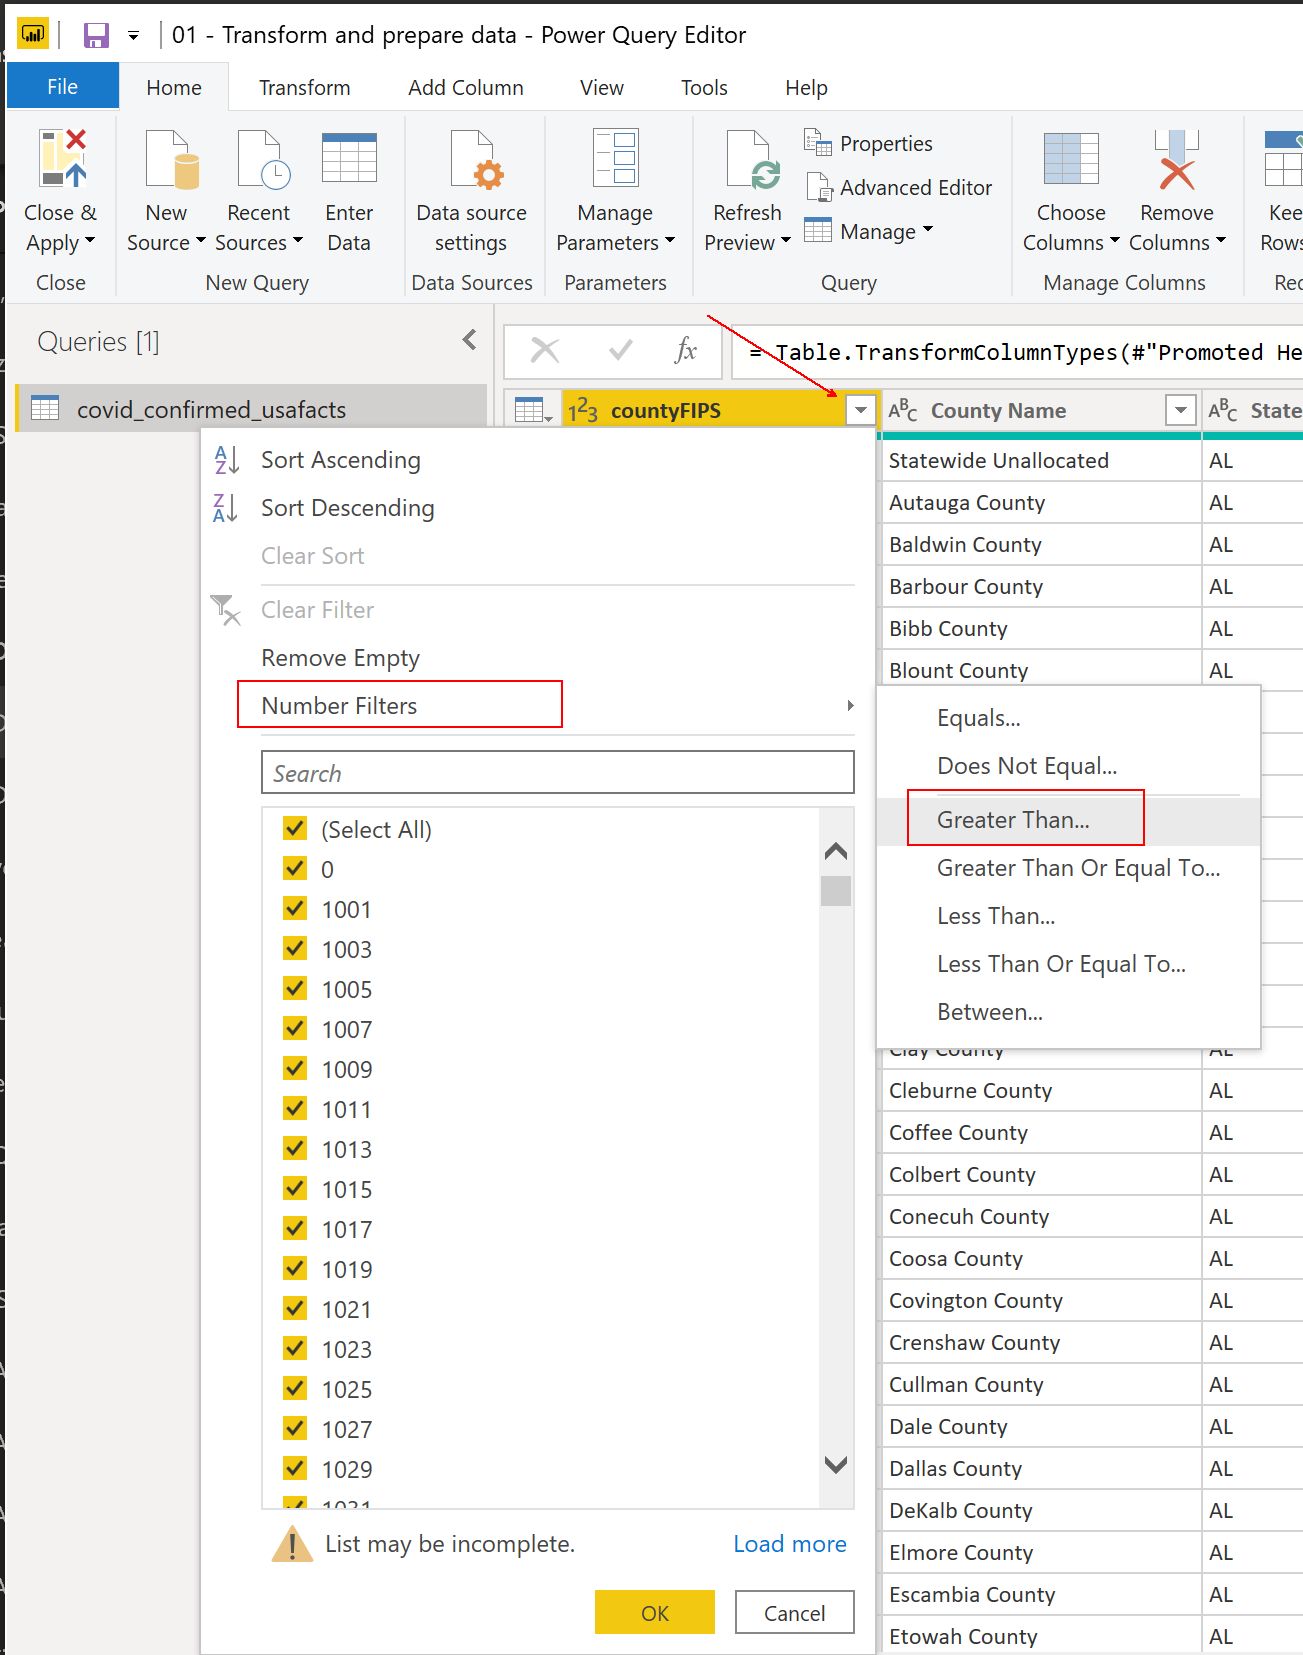 01 - Transform and prepare data - Power Query Editor
File Home Transform Add Column View Tools Help
Close & Apply
New Source
Recent Sources
Enter Data
Data source settings
Manage Parameters
Refresh Preview
Properties
Advanced Editor
Manage
Choose Columns
Remove Columns
Close
New Query
Data Sources
Parameters
Query
Manage Columns
Queries [1]
fx
= Table.TransformColumnTypes(#"Promoted He
covid_confirmed_usafacts
123 countyFIPS
ABC County Name
ABC State
Sort Ascending
Sort Descending
Clear Sort
Clear Filter
Remove Empty
Number Filters
Search
(Select All)
0
1001
1003
1005
1007
1009
1011
1013
1015
1017
1019
1021
1023
1025
1027
1029
1031
List may be incomplete.
Load more
OK
Cancel
Equals...
Does Not Equal...
Greater Than...
Greater Than Or Equal To...
Less Than...
Less Than Or Equal To...
Between...
Statewide Unallocated AL
Autauga County AL
Baldwin County AL
Barbour County AL
Bibb County AL
Blount County AL
Clay County AL
Cleburne County AL
Coffee County AL
Colbert County AL
Conecuh County AL
Coosa County AL
Covington County AL
Crenshaw County AL
Cullman County AL
Dale County AL
Dallas County AL
DeKalb County AL
Elmore County AL
Escambia County AL
Etowah County AL